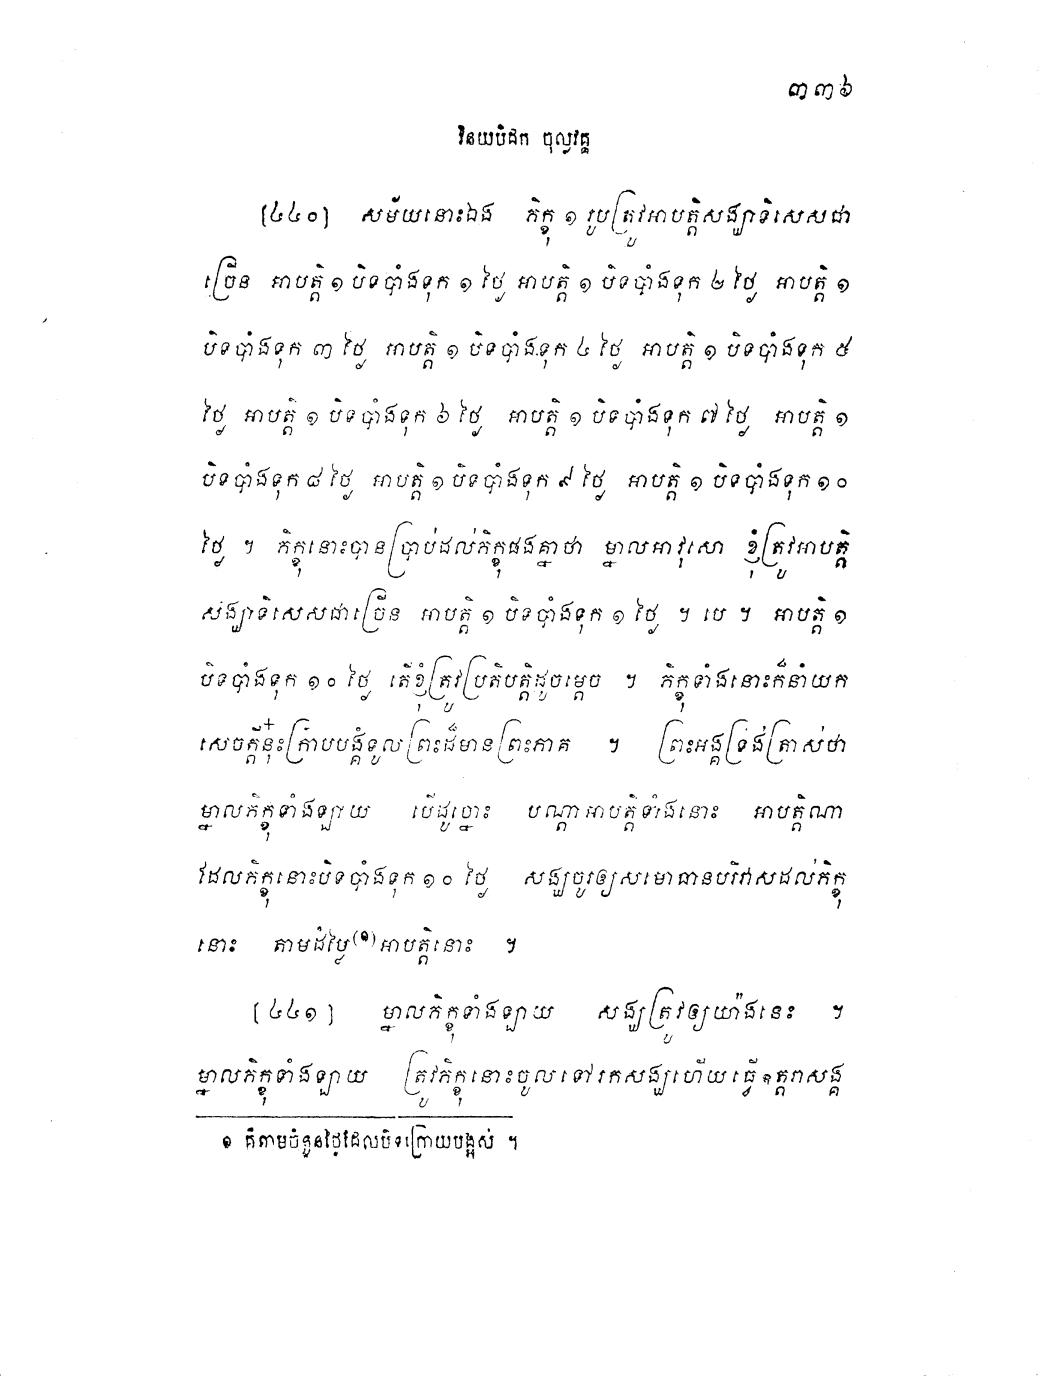 ៣៣៦
វិនយបិដក ចុល្លវគ្គ
[៤៤០] សម័យនោះឯង ភិក្ខុ ១ រូបត្រូវអាបត្តិសង្ឃាទិសេសជា
ច្រើន អាបត្តិ ១ បិទបាំងទុក ១ ថ្ងៃ អាបត្តិ ១ បិទបាំងទុក ២ ថ្ងៃ អាបត្តិ ១
បិទបាំងទុក ៣ ថ្ងៃ អាបត្តិ ១ បិទបាំងទុក ៤ ថ្ងៃ អាបត្តិ ១ បិទបាំងទុក ៥
ថ្ងៃ អាបត្តិ ១ បិទបាំងទុក ៦ ថ្ងៃ អាបត្តិ ១ បិទបាំងទុក ៧ ថ្ងៃ អាបត្តិ ១
បិទបាំងទុក ៨ ថ្ងៃ អាបត្តិ ១ បិទបាំងទុក ៩ ថ្ងៃ អាបត្តិ ១ បិទបាំងទុក ១០
ថ្ងៃ ។ ភិក្ខុនោះបានប្រាប់ដល់ភិក្ខុផងគ្នាថា ម្នាលអាវុសោ ខ្ញុំត្រូវអាបត្តិ
សង្ឃាទិសេសជាច្រើន អាបត្តិ ១ បិទបាំងទុក ១ ថ្ងៃ ។ បេ ។ អាបត្តិ ១
បិទបាំងទុក ១០ ថ្ងៃ តើខ្ញុំត្រូវប្រតិបត្តិដូចម្តេច ។ ភិក្ខុទាំងនោះក៏នាំយក
សេចក្តីនុ៎ះក្រាបបង្គំទូលព្រះដ៏មានព្រះភាគ ។ ព្រះអង្គទ្រង់ត្រាស់ថា
ម្នាលភិក្ខុទាំងឡាយ បើដូច្នោះ បណ្តាអាបត្តិទាំងនោះ អាបត្តិណា
ដែលភិក្ខុនោះបិទបាំងទុក ១០ ថ្ងៃ សង្ឃចូរឲ្យសមោធានបរិវាសដល់ភិក្ខុ
នោះ តាមដំប្លៃ(១)អាបត្តិនោះ ។
[៤៤១] ម្នាលភិក្ខុទាំងឡាយ សង្ឃត្រូវឲ្យយ៉ាងនេះ ។
ម្នាលភិក្ខុទាំងឡាយ ត្រូវភិក្ខុនោះចូលទៅរកសង្ឃហើយធ្វើឧត្តរាសង្គ
១ គឺតាមចំនួនថ្ងៃដែលបិទក្រោយបង្អស់ ។